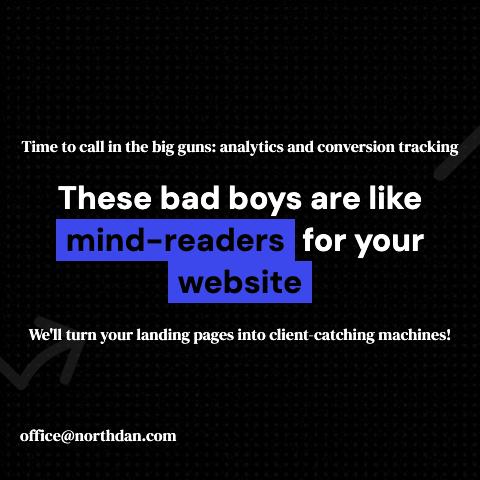 Time to call in the big guns: analytics and conversion tracking
These bad boys are like
mind-readers for your
website
We'll turn your landing pages into client-catching machines!
office@northdan.com